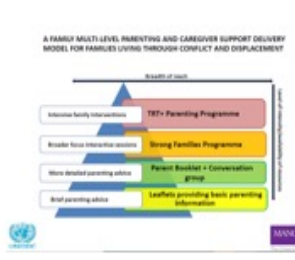 A FAMILY MULTI-LEVEL PARENTING AND CAREGIVER SUPPORT DELIVERY
MODEL FOR FAMILIES LIVING THROUGH CONFLICT AND DISPLACEMENT
Breadth of reach
Intensive family interventions
TRT+ Parenting Programme
Broader focus interactive sessions
Strong Families Programme
More detailed parenting advice
Parent Booklet + Conversation
group
Brief parenting advice
Leaflets providing basic parenting
information
MANC